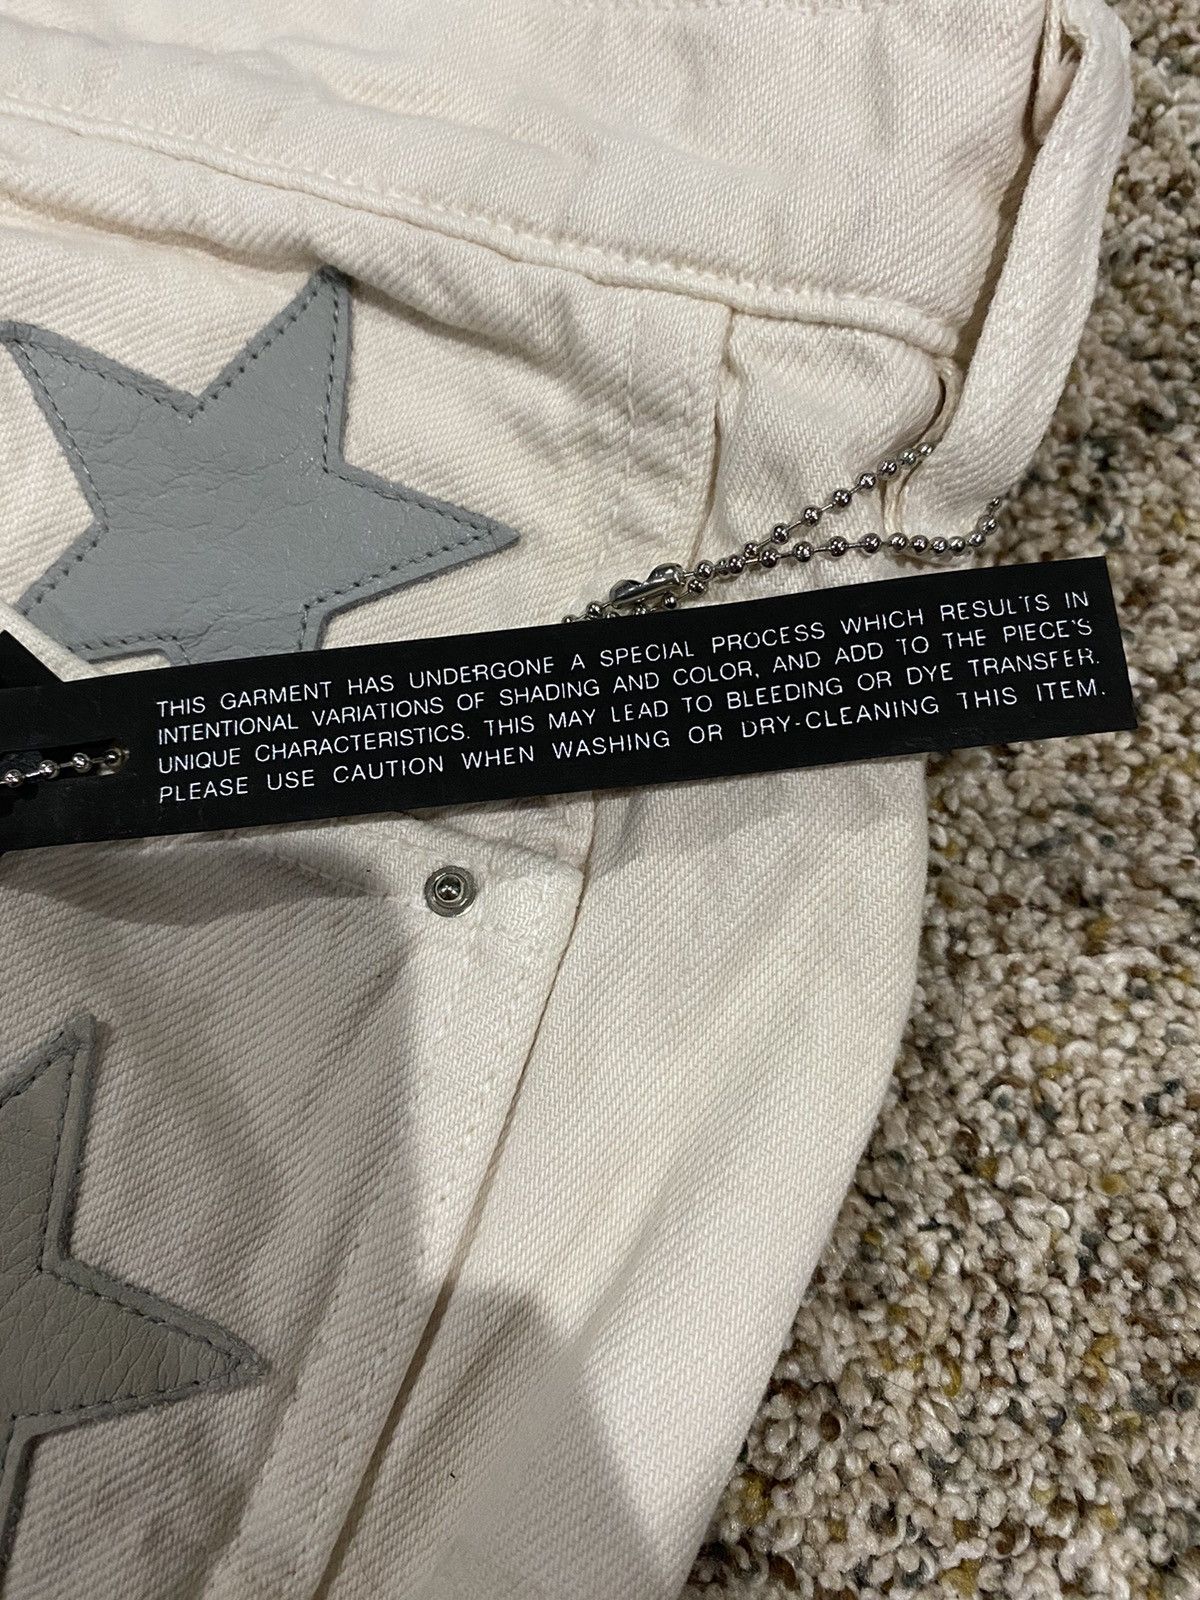 THIS GARMENT HAS UNDERGONE A SPECIAL PROCESS WHICH RESULTS IN
INTENTIONAL VARIATIONS OF SHADING AND COLOR, AND ADD TO THE PIECE'S
UNIQUE CHARACTERISTICS. THIS MAY LEAD TO BLEEDING OR DYE TRANSFER.
PLEASE USE CAUTION WHEN WASHING OR DRY-CLEANING THIS ITEM.